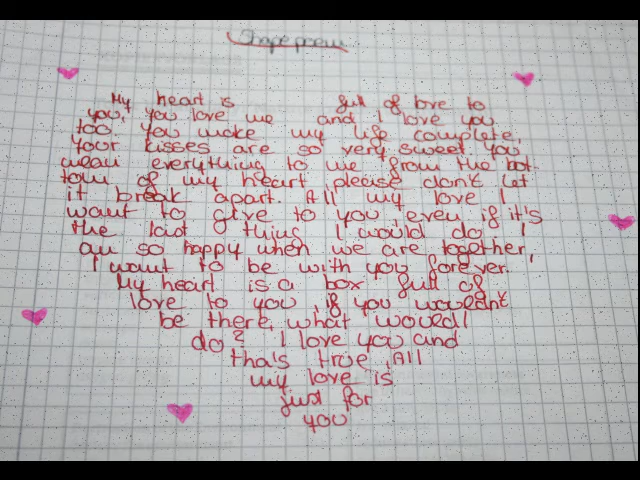 Shape poem
My heart is full of love to
you, you love me and I love you
too. You make my life complete,
your kisses are so very sweet. You
mean everything to me from the bot
tom of my heart please don't let
it break apart. All my love I
want to give to you, even if it's
the last thing I would do. I
am so happy when we are together,
I want to be with you forever.
My heart is a box full of
love to you, if you wouldn't
be there, what would I
do? I love you and
tha's true, All
my love is
just for
you